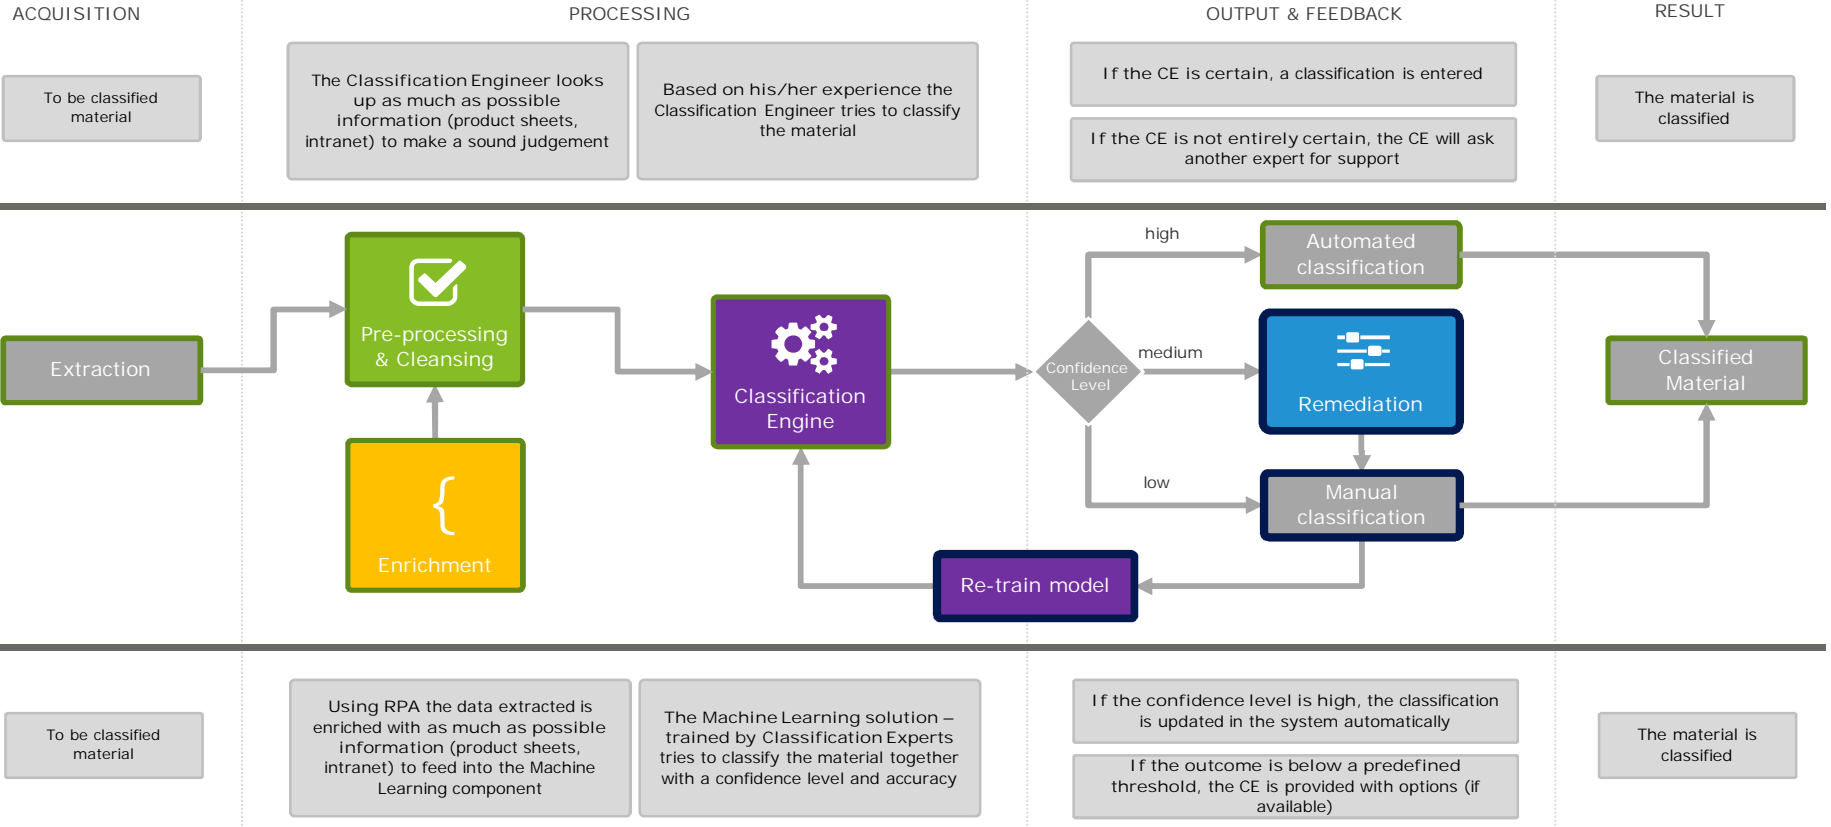 ACQUISITION
PROCESSING
OUTPUT & FEEDBACK
RESULT
To be classified
material
The Classification Engineer looks
up as much as possible
information (product sheets,
intranet) to make a sound judgement
Based on his/her experience the
Classification Engineer tries to classify
the material
If the CE is certain, a classification is entered
If the CE is not entirely certain, the CE will ask
another expert for support
The material is
classified
Extraction
Pre-processing
& Cleansing
{
Enrichment
Classification
Engine
Confidence
Level
high
medium
low
Automated
classification
Remediation
Manual
classification
Re-train model
Classified
Material
To be classified
material
Using RPA the data extracted is
enriched with as much as possible
information (product sheets,
intranet) to feed into the Machine
Learning component
The Machine Learning solution –
trained by Classification Experts
tries to classify the material together
with a confidence level and accuracy
If the confidence level is high, the classification
is updated in the system automatically
If the outcome is below a predefined
threshold, the CE is provided with options (if
available)
The material is
classified